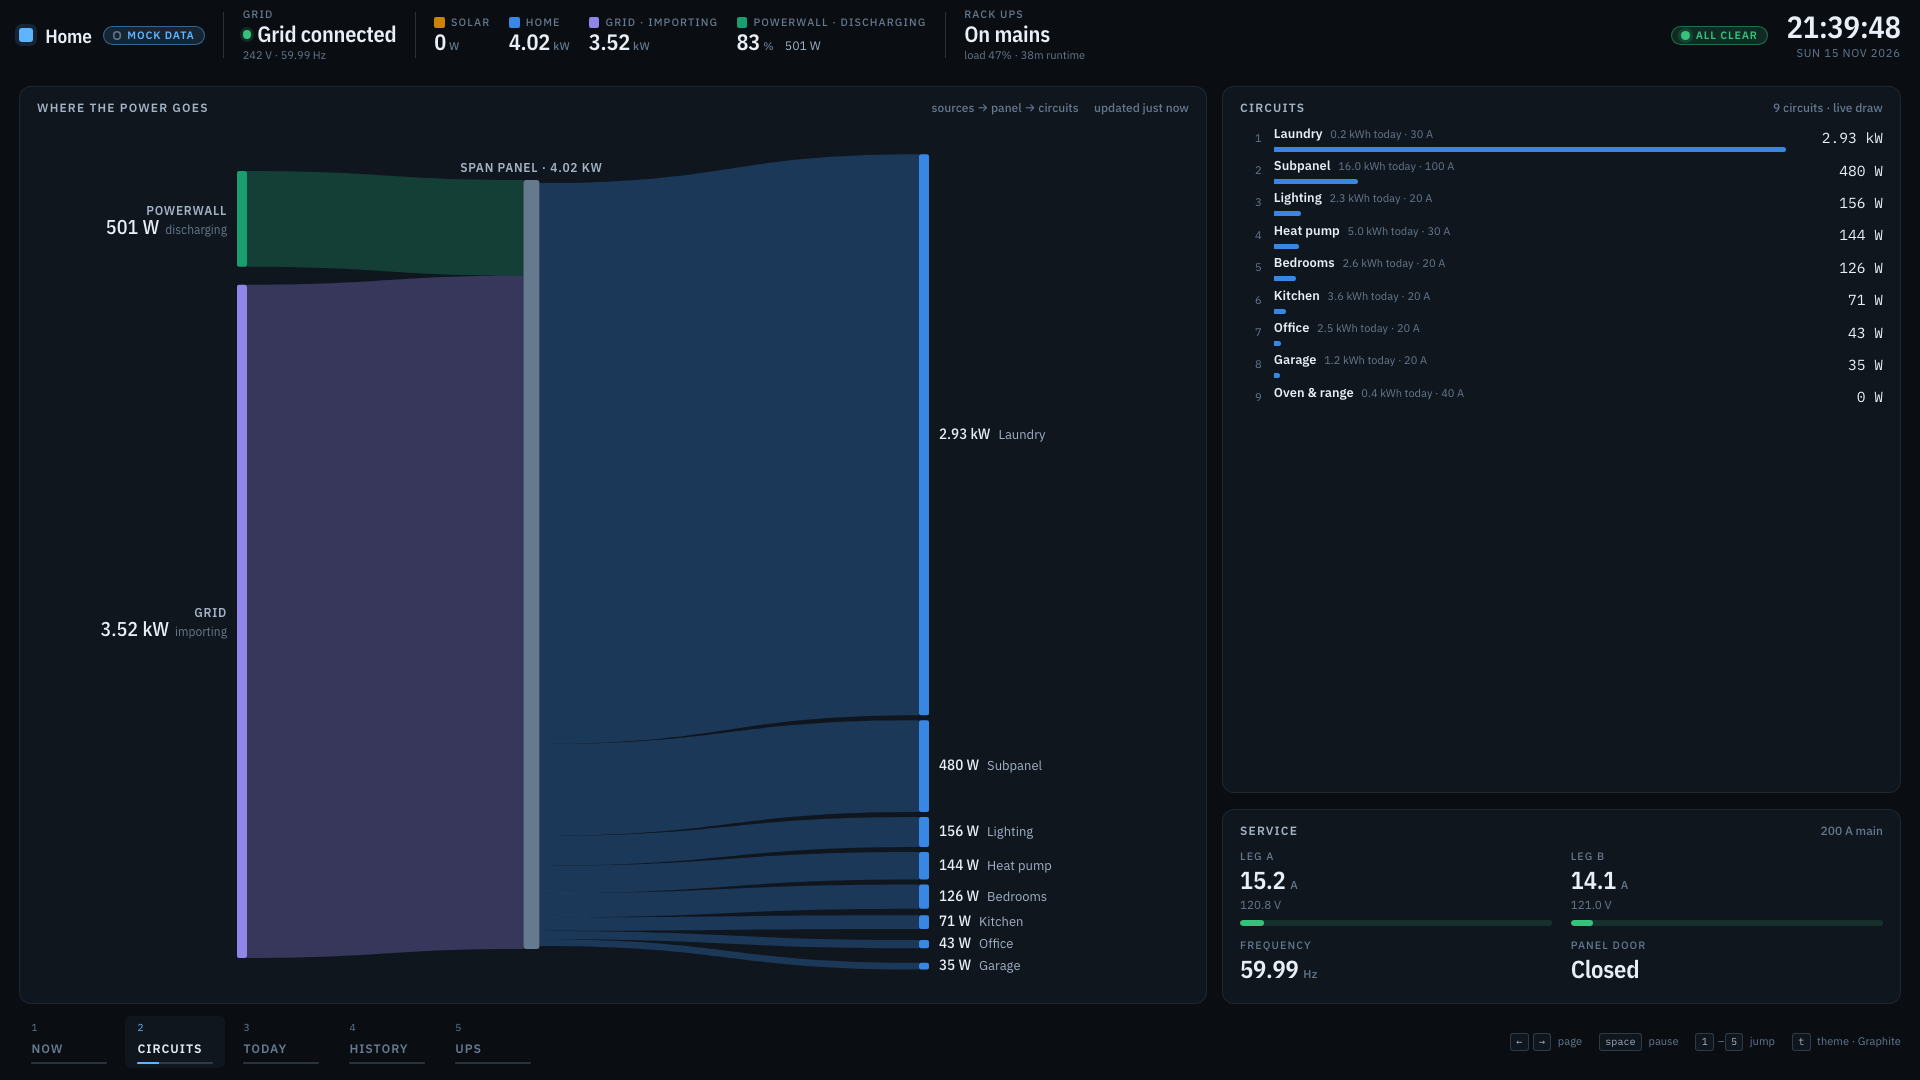 Home
MOCK DATA
GRID
Grid connected
242 V · 59.99 Hz
SOLAR
0 W
HOME
4.02 kW
GRID · IMPORTING
3.52 kW
POWERWALL · DISCHARGING
83 % 501 W
RACK UPS
On mains
load 47% · 38m runtime
ALL CLEAR
21:39:48
SUN 15 NOV 2026
WHERE THE POWER GOES
sources → panel → circuits updated just now
SPAN PANEL · 4.02 KW
POWERWALL
501 W discharging
GRID
3.52 kW importing
2.93 kW Laundry
480 W Subpanel
156 W Lighting
144 W Heat pump
126 W Bedrooms
71 W Kitchen
43 W Office
35 W Garage
CIRCUITS
9 circuits · live draw
1 Laundry 0.2 kWh today · 30 A 2.93 kW
2 Subpanel 16.0 kWh today · 100 A 480 W
3 Lighting 2.3 kWh today · 20 A 156 W
4 Heat pump 5.0 kWh today · 30 A 144 W
5 Bedrooms 2.6 kWh today · 20 A 126 W
6 Kitchen 3.6 kWh today · 20 A 71 W
7 Office 2.5 kWh today · 20 A 43 W
8 Garage 1.2 kWh today · 20 A 35 W
9 Oven & range 0.4 kWh today · 40 A 0 W
SERVICE
200 A main
LEG A
15.2 A
120.8 V
LEG B
14.1 A
121.0 V
FREQUENCY
59.99 Hz
PANEL DOOR
Closed
1 NOW
2 CIRCUITS
3 TODAY
4 HISTORY
5 UPS
← → page space pause 1 – 5 jump t theme · Graphite